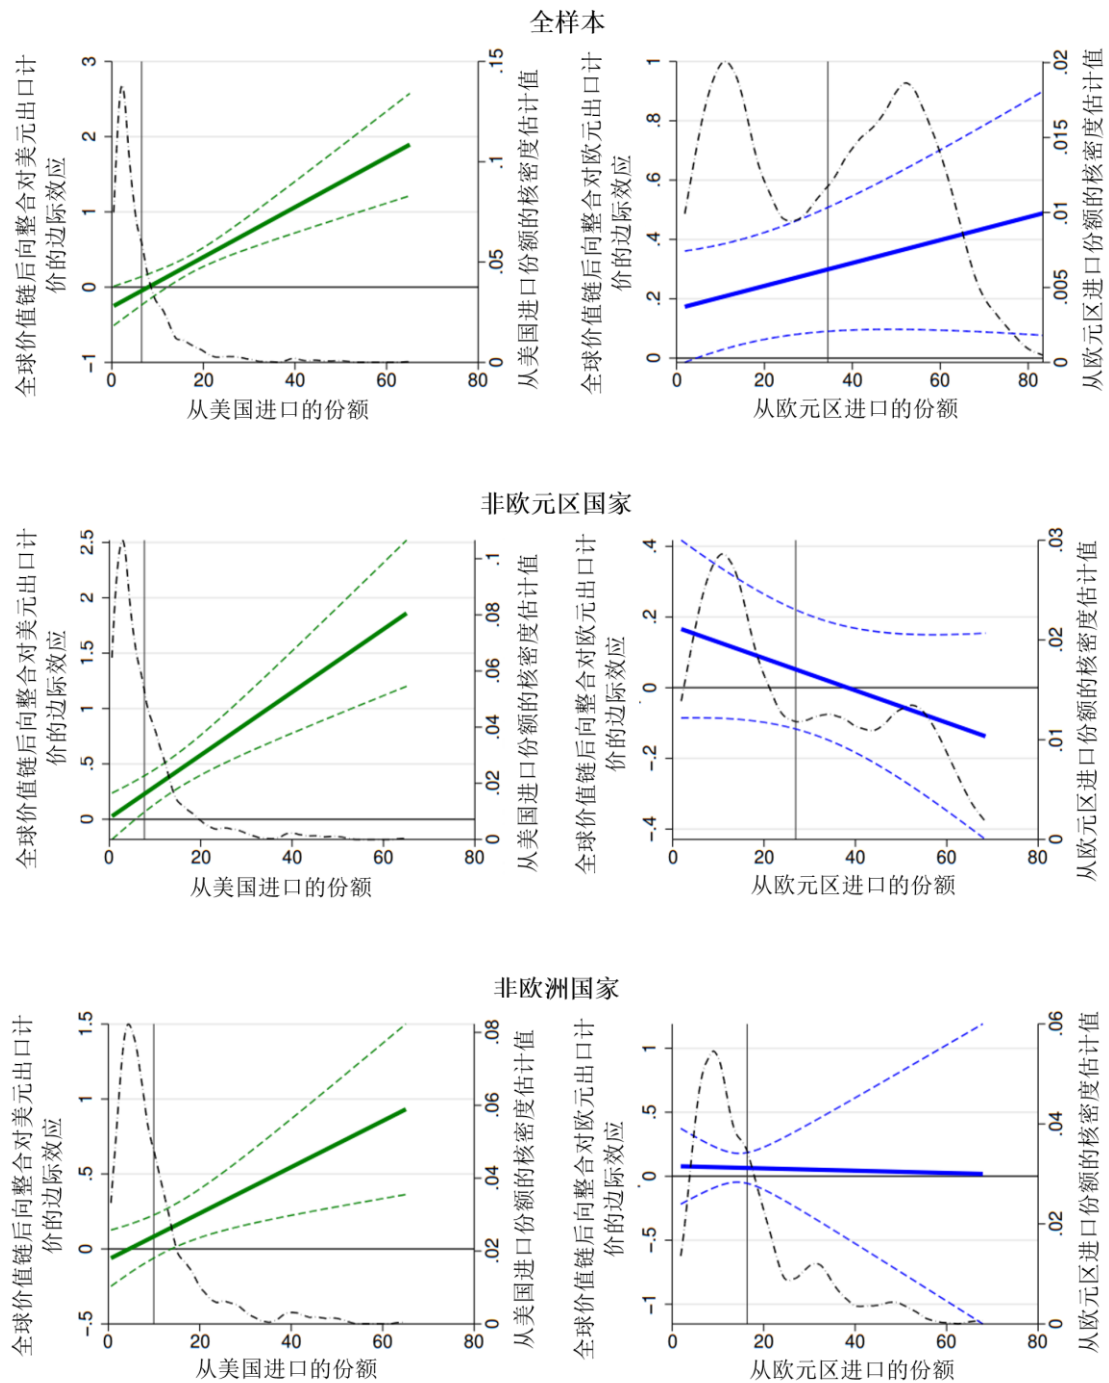 全样本
全球价值链后向整合对美元出口计
价的边际效应
3
2
1
0
−1
.15
.1
.05
0
从美国进口份额的核密度估计值
0 20 40 60 80
从美国进口的份额
全球价值链后向整合对欧元出口计
价的边际效应
1
.8
.6
.4
.2
0
.02
.015
.01
.005
0
从欧元区进口份额的核密度估计值
0 20 40 60 80
从欧元区进口的份额
非欧元区国家
全球价值链后向整合对美元出口计
价的边际效应
2.5
2
1.5
1
.5
0
.1
.08
.06
.04
.02
0
从美国进口份额的核密度估计值
0 20 40 60 80
从美国进口的份额
全球价值链后向整合对欧元出口计
价的边际效应
.4
.2
0
−.2
−.4
.03
.02
.01
0
从欧元区进口份额的核密度估计值
0 20 40 60 80
从欧元区进口的份额
非欧洲国家
全球价值链后向整合对美元出口计
价的边际效应
1.5
1
.5
0
−.5
.08
.06
.04
.02
0
从美国进口份额的核密度估计值
0 20 40 60 80
从美国进口的份额
全球价值链后向整合对欧元出口计
价的边际效应
1
.5
0
−.5
−1
.06
.04
.02
0
从欧元区进口份额的核密度估计值
0 20 40 60 80
从欧元区进口的份额